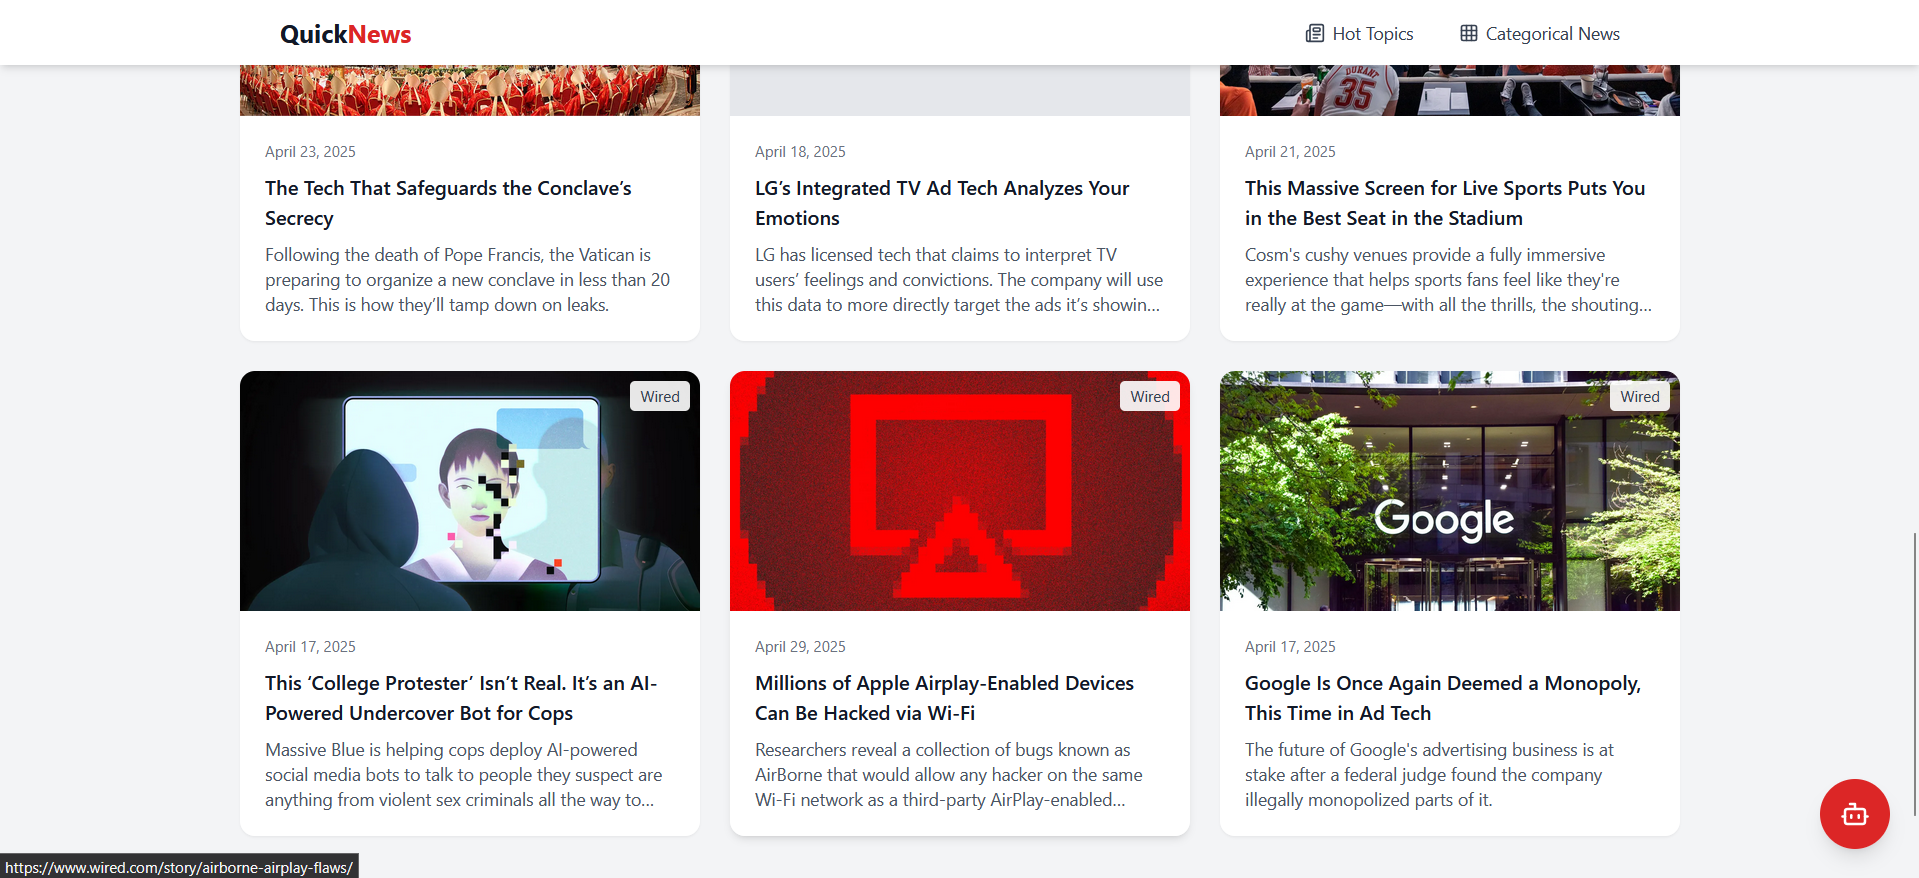 QuickNews
Hot Topics
Categorical News
DURANT
35
April 23, 2025
The Tech That Safeguards the Conclave’s
Secrecy
Following the death of Pope Francis, the Vatican is
preparing to organize a new conclave in less than 20
days. This is how they’ll tamp down on leaks.
April 18, 2025
LG’s Integrated TV Ad Tech Analyzes Your
Emotions
LG has licensed tech that claims to interpret TV
users’ feelings and convictions. The company will use
this data to more directly target the ads it’s showin...
April 21, 2025
This Massive Screen for Live Sports Puts You
in the Best Seat in the Stadium
Cosm's cushy venues provide a fully immersive
experience that helps sports fans feel like they're
really at the game—with all the thrills, the shouting...
Wired
April 17, 2025
This ‘College Protester’ Isn’t Real. It’s an AI-
Powered Undercover Bot for Cops
Massive Blue is helping cops deploy AI-powered
social media bots to talk to people they suspect are
anything from violent sex criminals all the way to...
Wired
April 29, 2025
Millions of Apple Airplay-Enabled Devices
Can Be Hacked via Wi-Fi
Researchers reveal a collection of bugs known as
AirBorne that would allow any hacker on the same
Wi-Fi network as a third-party AirPlay-enabled...
Wired
Google
April 17, 2025
Google Is Once Again Deemed a Monopoly,
This Time in Ad Tech
The future of Google's advertising business is at
stake after a federal judge found the company
illegally monopolized parts of it.
https://www.wired.com/story/airborne-airplay-flaws/